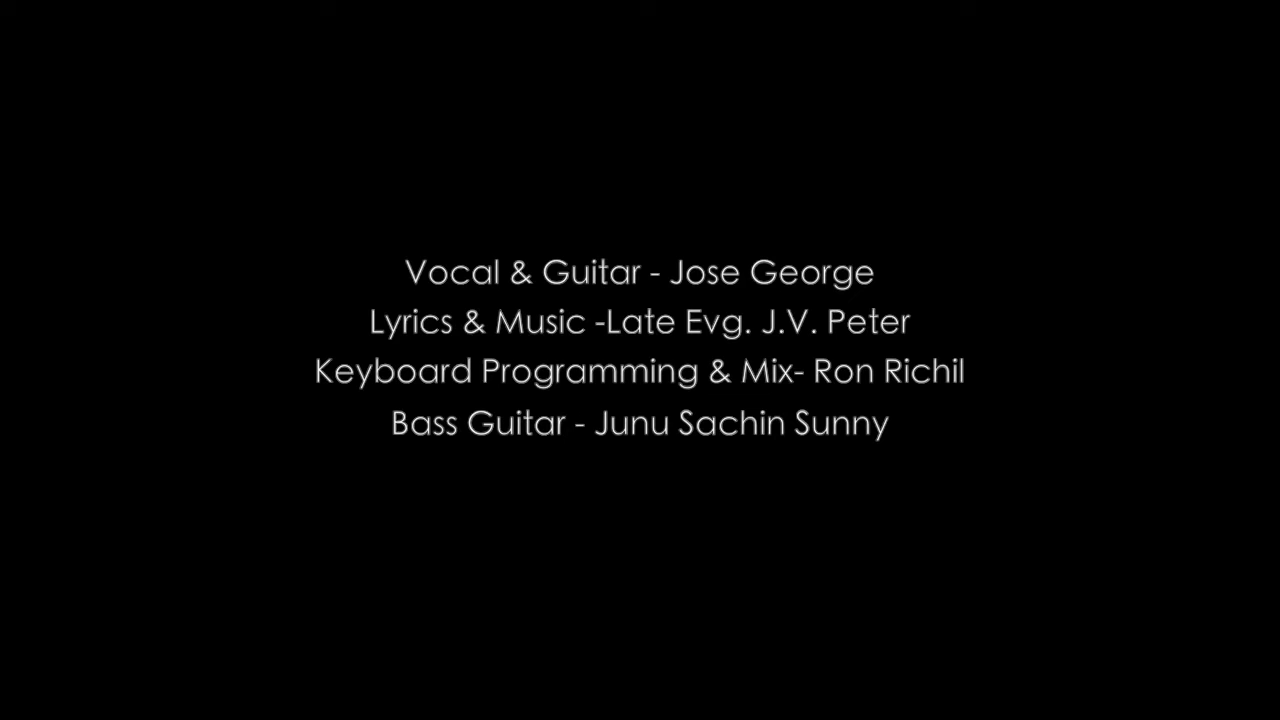 Vocal & Guitar - Jose George
Lyrics & Music -Late Evg. J.V. Peter
Keyboard Programming & Mix- Ron Richil
Bass Guitar - Junu Sachin Sunny